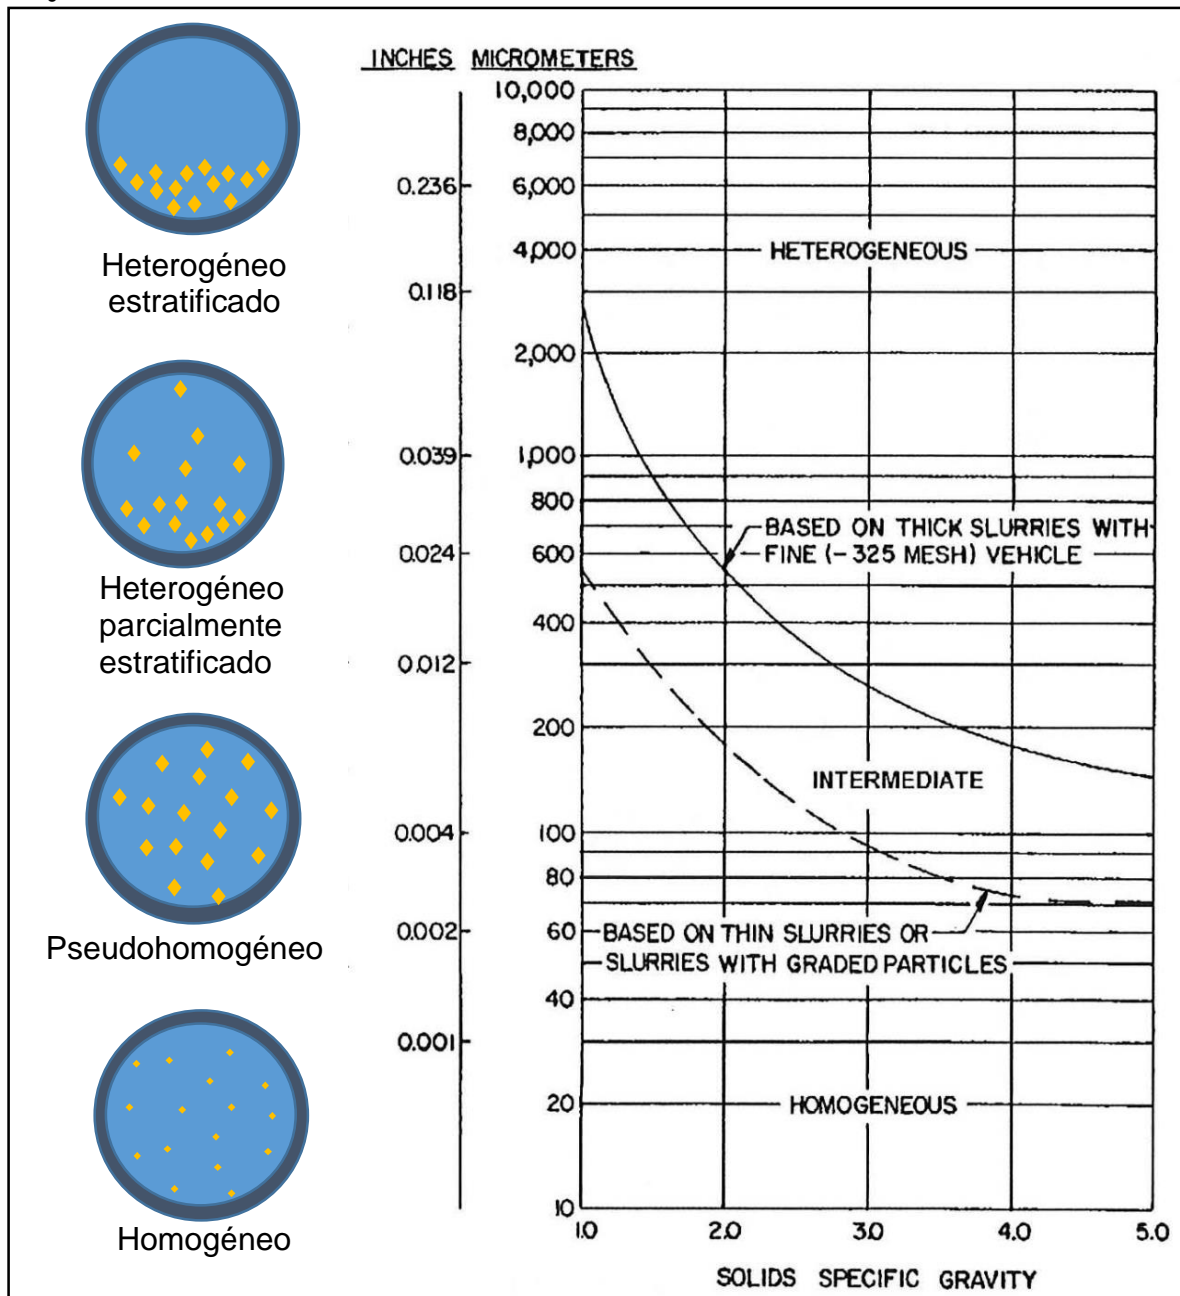 Heterogéneo
estratificado
Heterogéneo
parcialmente
estratificado
Pseudohomogéneo
Homogéneo
INCHES MICROMETERS
0.236
0.118
0.039
0.024
0.012
0.004
0.002
0.001
10,000
8,000
6,000
4,000
2,000
1,000
800
600
400
200
100
80
60
40
20
10
HETEROGENEOUS
BASED ON THICK SLURRIES WITH
FINE (-325 MESH) VEHICLE
INTERMEDIATE
BASED ON THIN SLURRIES OR
SLURRIES WITH GRADED PARTICLES
HOMOGENEOUS
1.0 2.0 3.0 4.0 5.0
SOLIDS SPECIFIC GRAVITY